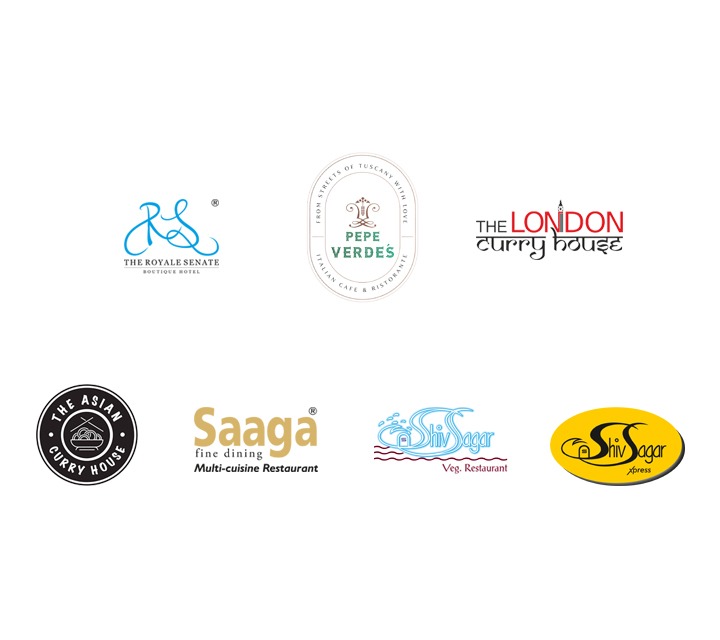 RS ®
THE ROYALE SENATE
BOUTIQUE HOTEL
FROM STREETS OF TUSCANY WITH LOVE
PEPE
VERDES
ITALIAN CAFE & RISTORANTE
THE LONDON
curry house
THE ASIAN
CURRY HOUSE
Saaga ®
fine dining
Multi-cuisine Restaurant
Shiv Sagar
Veg. Restaurant
Shiv Sagar
xpress